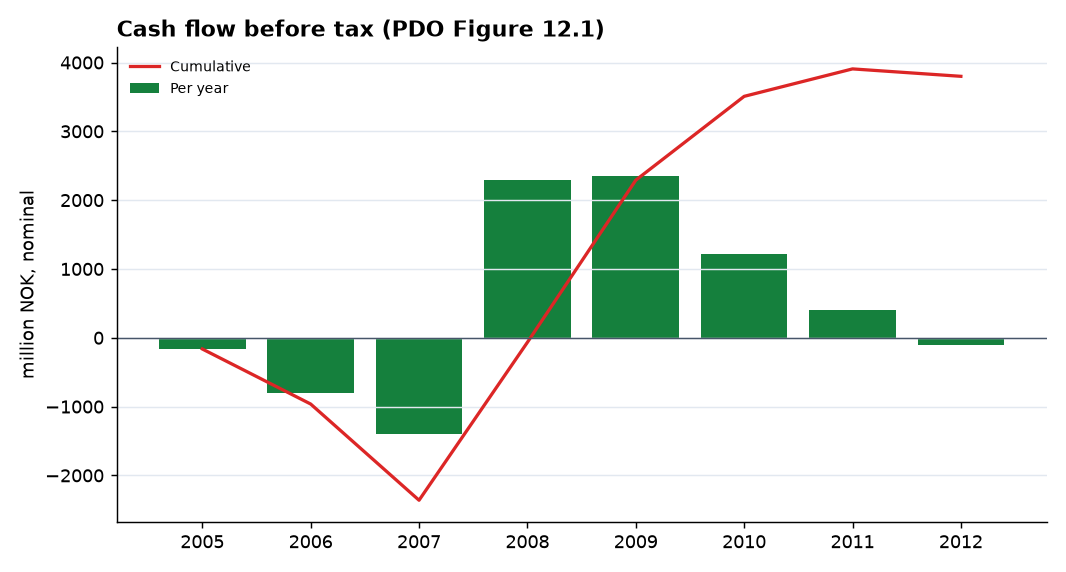 Cash flow before tax (PDO Figure 12.1)
Cumulative
Per year
million NOK, nominal
4000
3000
2000
1000
0
−1000
−2000
2005 2006 2007 2008 2009 2010 2011 2012